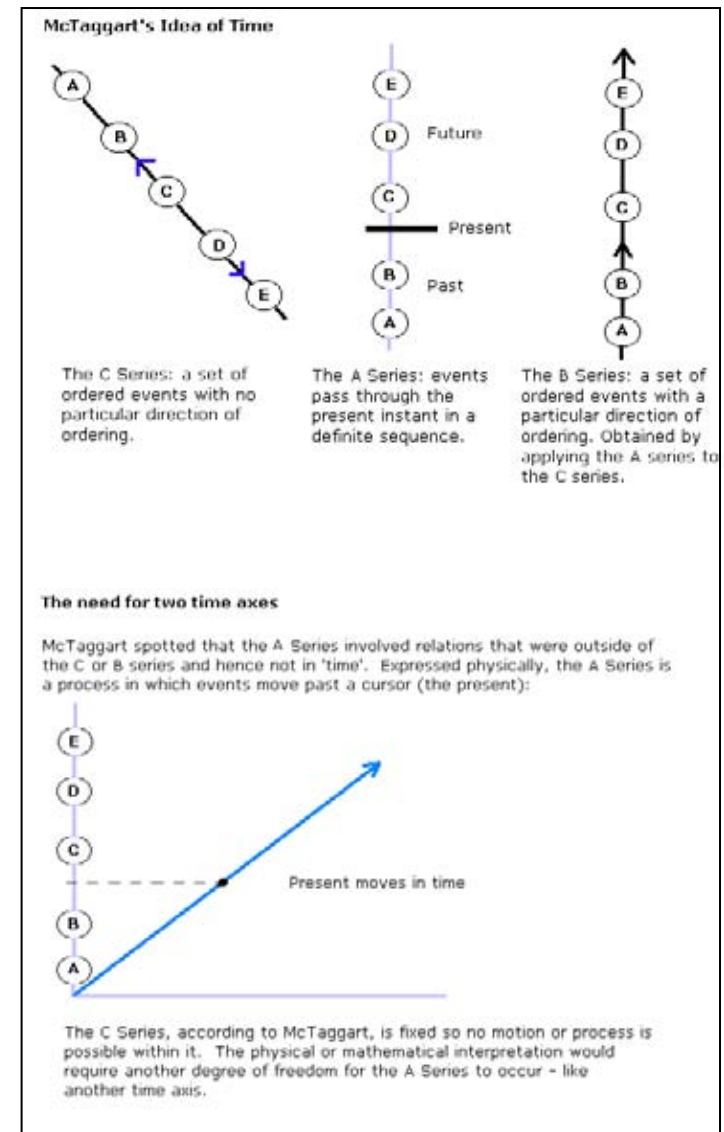 McTaggart's Idea of Time
A
B
C
D
E
E
D
Future
C
Present
B
Past
A
E
D
C
B
A
The C Series: a set of
ordered events with no
particular direction of
ordering.
The A Series: events
pass through the
present instant in a
definite sequence.
The B Series: a set of
ordered events with a
particular direction of
ordering. Obtained by
applying the A series to
the C series.
The need for two time axes
McTaggart spotted that the A Series involved relations that were outside of
the C or B series and hence not in 'time'. Expressed physically, the A Series is
a process in which events move past a cursor (the present):
E
D
C
Present moves in time
B
A
The C Series, according to McTaggart, is fixed so no motion or process is
possible within it. The physical or mathematical interpretation would
require another degree of freedom for the A Series to occur - like
another time axis.